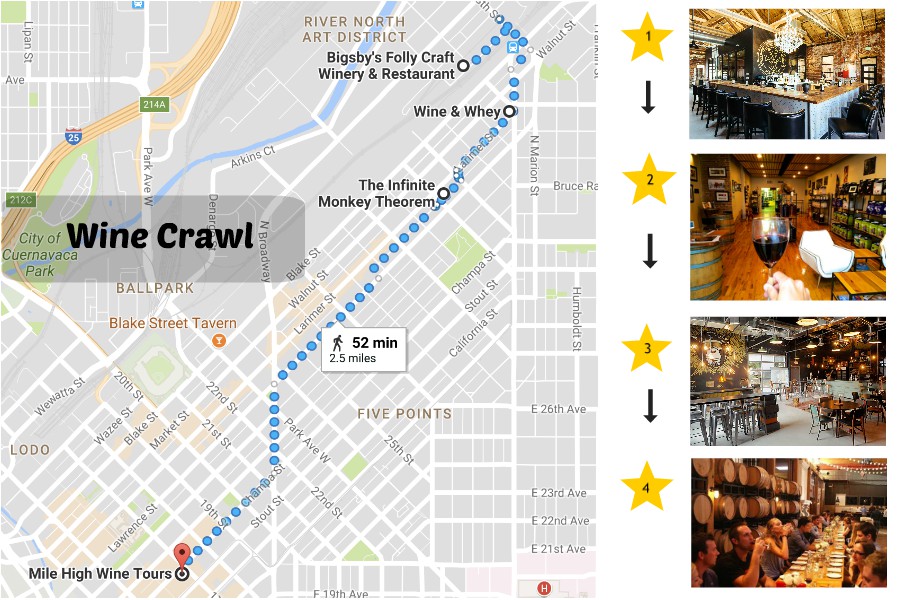 RIVER NORTH
ART DISTRICT
Walnut St
Lipan St
Bigsby's Folly Craft
Winery & Restaurant
Ave
214A
Wine & Whey
25
Larimer St
Arkins Ct
Park Ave W
N Marion St
The Infinite
Monkey Theorem
212C
Wine Crawl
City of
Cuernavaca
Park
N Broadway
Blake St
Walnut St
Larimer St
Champa St
Stout St
California St
Humboldt St
BALLPARK
Blake Street Tavern
52 min
2.5 miles
Wewatta St
20th St
22nd St
Wazee St
Blake St
Market St
21st St
Park Ave W
FIVE POINTS
25th St
E 26th Ave
LODO
Champa St
Stout St
22nd St
19th St
Lawrence St
E 23rd Ave
E 22nd Ave
E 21st Ave
Mile High Wine Tours
H
E 19th Ave
1
2
3
4